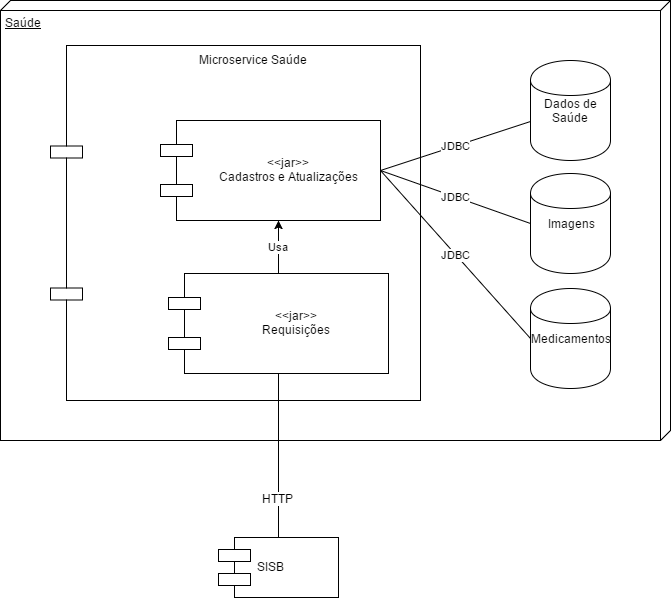 Saúde
Microservice Saúde
<<jar>>
Cadastros e Atualizações
Usa
<<jar>>
Requisições
JDBC
JDBC
JDBC
Dados de
Saúde
Imagens
Medicamentos
HTTP
SISB